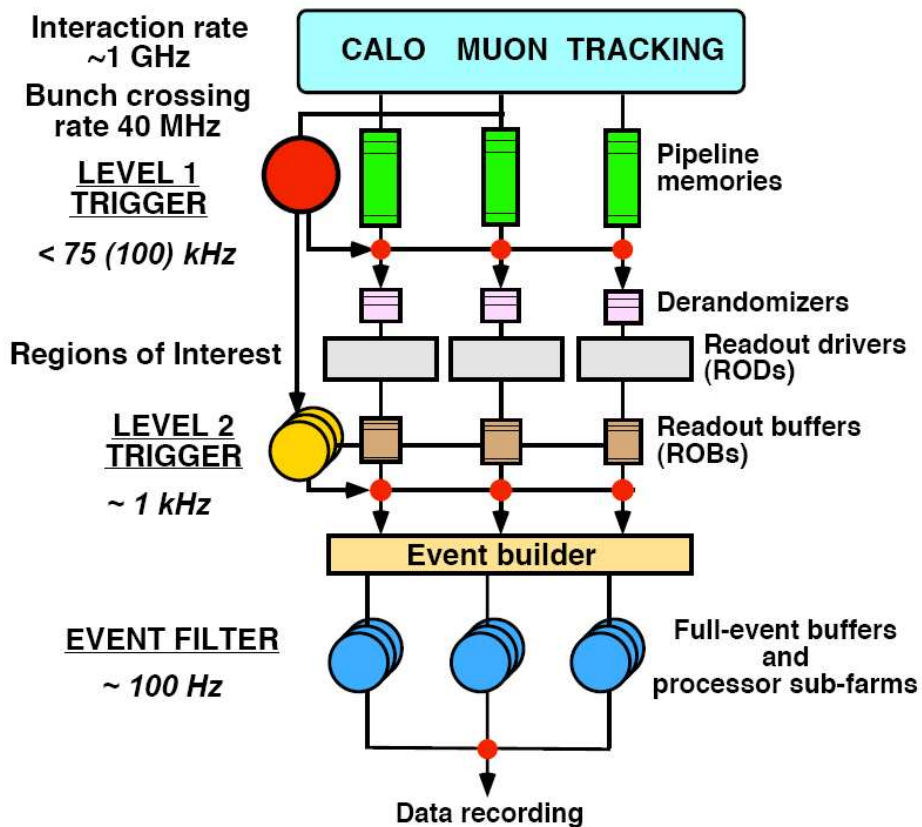 Interaction rate
~1 GHz
Bunch crossing
rate 40 MHz
CALO MUON TRACKING
LEVEL 1
TRIGGER
< 75 (100) kHz
Pipeline
memories
Derandomizers
Regions of Interest
Readout drivers
(RODs)
LEVEL 2
TRIGGER
~ 1 kHz
Readout buffers
(ROBs)
Event builder
EVENT FILTER
~ 100 Hz
Full-event buffers
and
processor sub-farms
Data recording